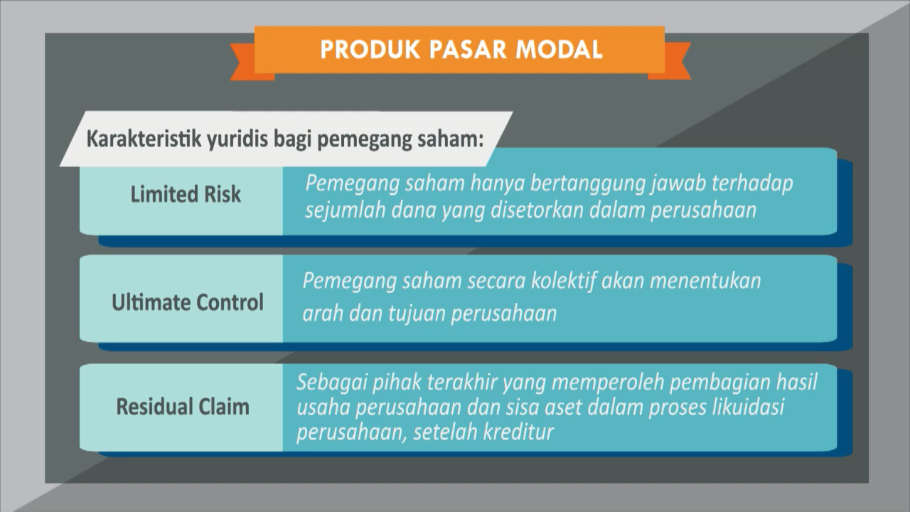 PRODUK PASAR MODAL
Karakteristik yuridis bagi pemegang saham:
Limited Risk
Pemegang saham hanya bertanggung jawab terhadap
sejumlah dana yang disetorkan dalam perusahaan
Ultimate Control
Pemegang saham secara kolektif akan menentukan
arah dan tujuan perusahaan
Residual Claim
Sebagai pihak terakhir yang memperoleh pembagian hasil
usaha perusahaan dan sisa aset dalam proses likuidasi
perusahaan, setelah kreditur